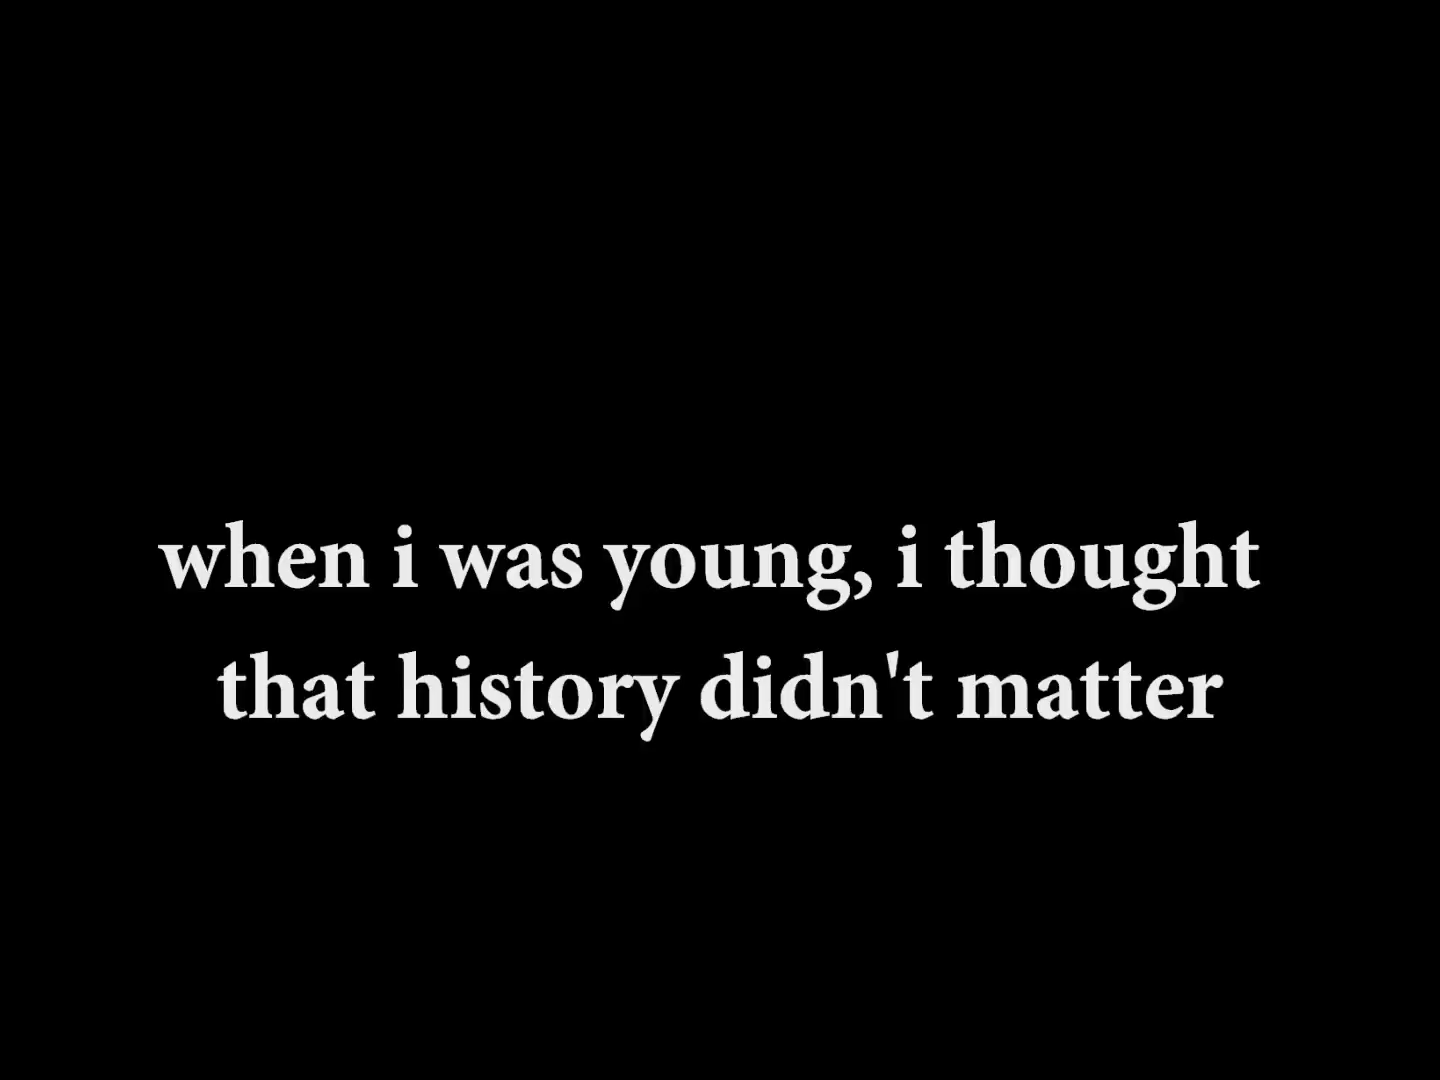 when i was young, i thought
that history didn't matter